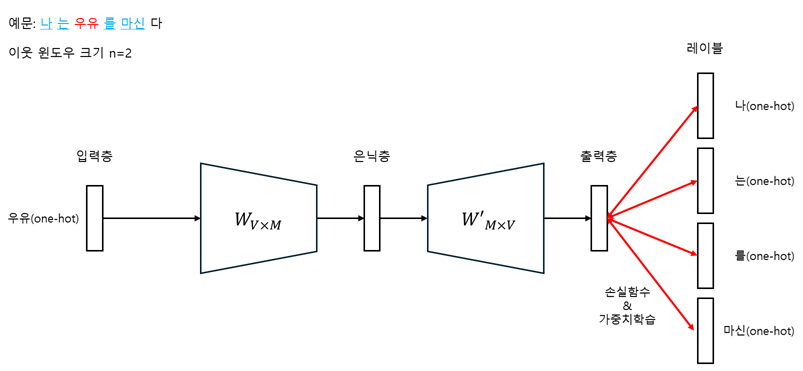 예문: 나 는 우유 를 마신 다
이웃 윈도우 크기 n=2
레이블
나(one-hot)
입력층
은닉층
출력층
는(one-hot)
우유(one-hot)
W_{V×M}
W'_{M×V}
를(one-hot)
손실함수
&
가중치학습
마신(one-hot)